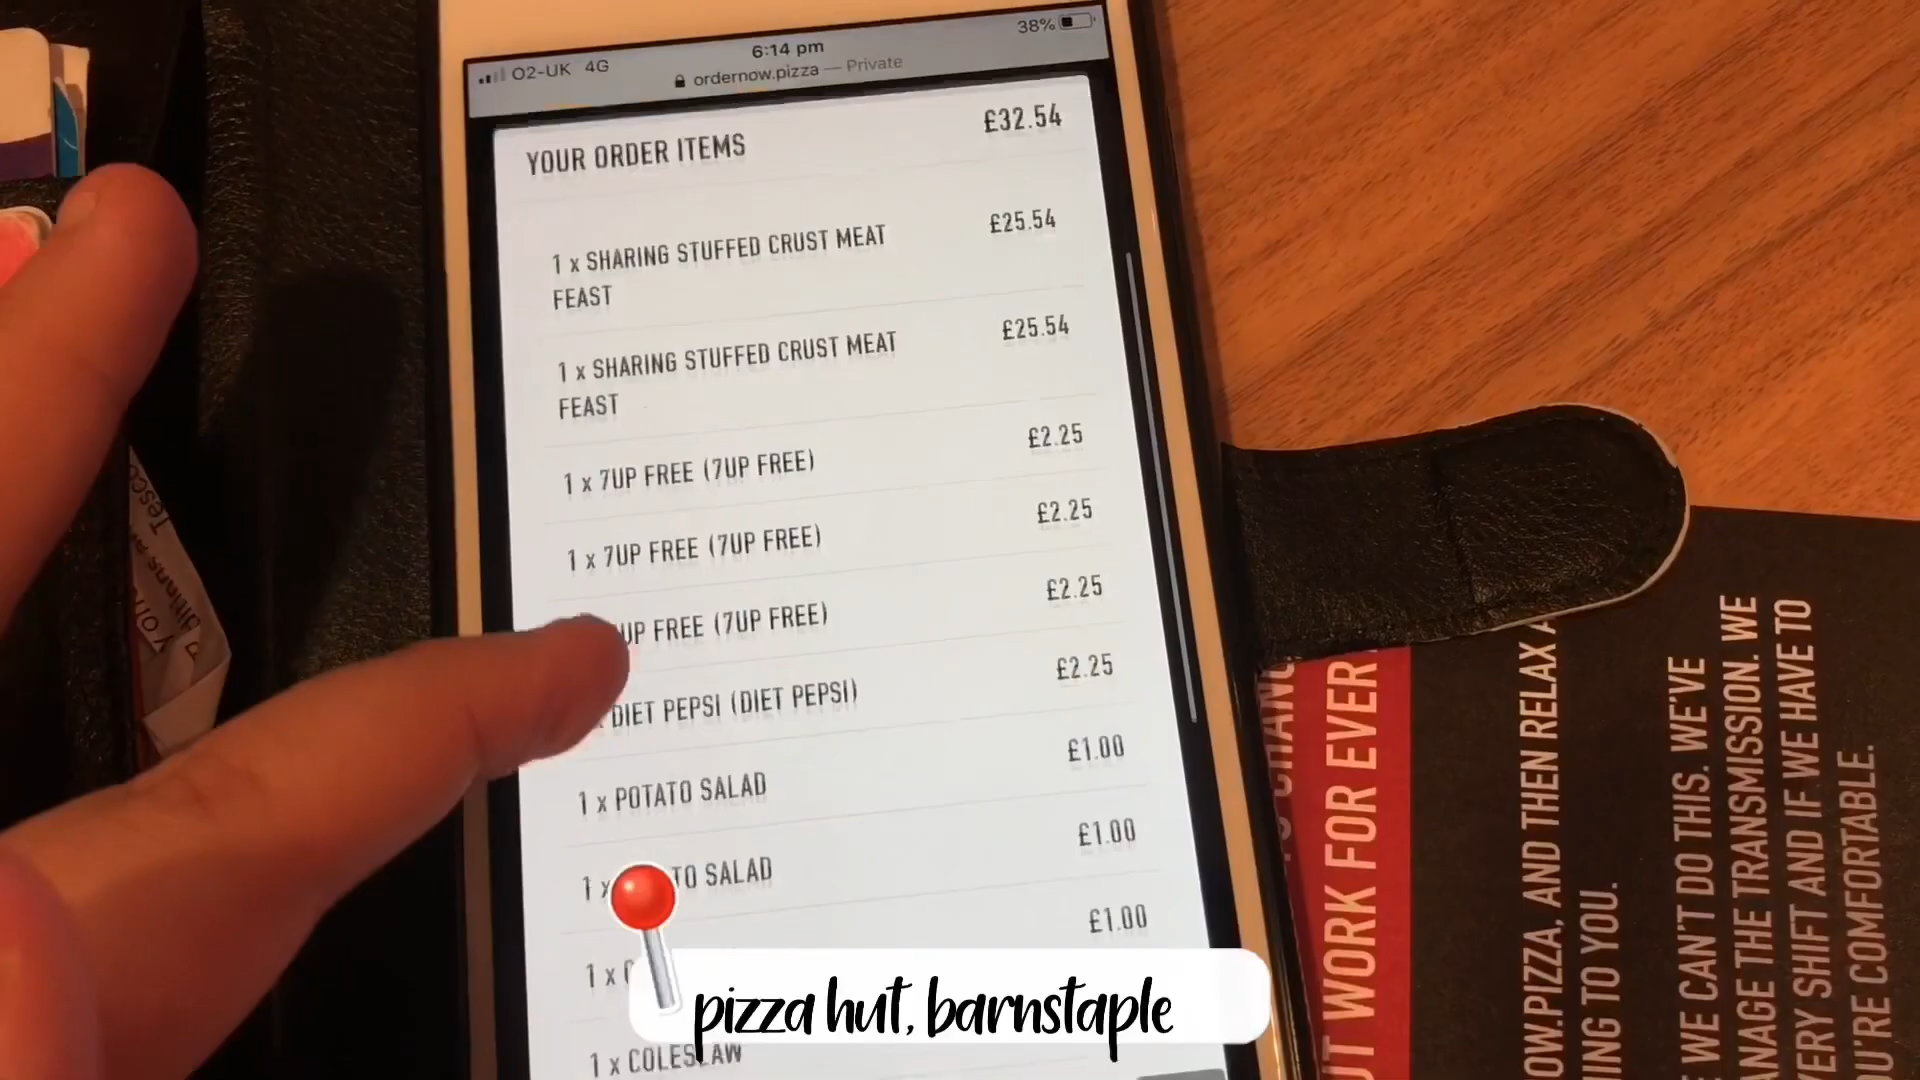 O2-UK 4G
6:14 pm
38%
ordernow.pizza — Private
YOUR ORDER ITEMS £32.54
1 x SHARING STUFFED CRUST MEAT £25.54
FEAST
1 x SHARING STUFFED CRUST MEAT £25.54
FEAST
1 x 7UP FREE (7UP FREE) £2.25
1 x 7UP FREE (7UP FREE) £2.25
UP FREE (7UP FREE) £2.25
DIET PEPSI (DIET PEPSI) £2.25
1 x POTATO SALAD £1.00
1 x TO SALAD £1.00
1 x £1.00
1 x COLESLAW
pizza hut, barnstaple
Tesco
UT WORK FOR EVER
OW.PIZZA, AND THEN RELAX
ING TO YOU.
WE CAN'T DO THIS. WE'VE
ANAGE THE TRANSMISSION. WE
VERY SHIFT AND IF WE HAVE TO
OU'RE COMFORTABLE.